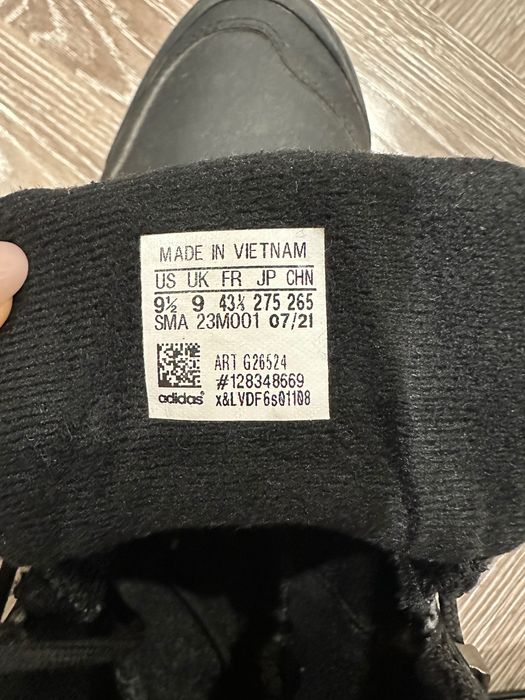 MADE IN VIETNAM
US UK FR JP CHN
9½ 9 43⅓ 275 265
SMA 23M001 07/21
ART G26524
#128348669
adidas® x&LVDF6s01108